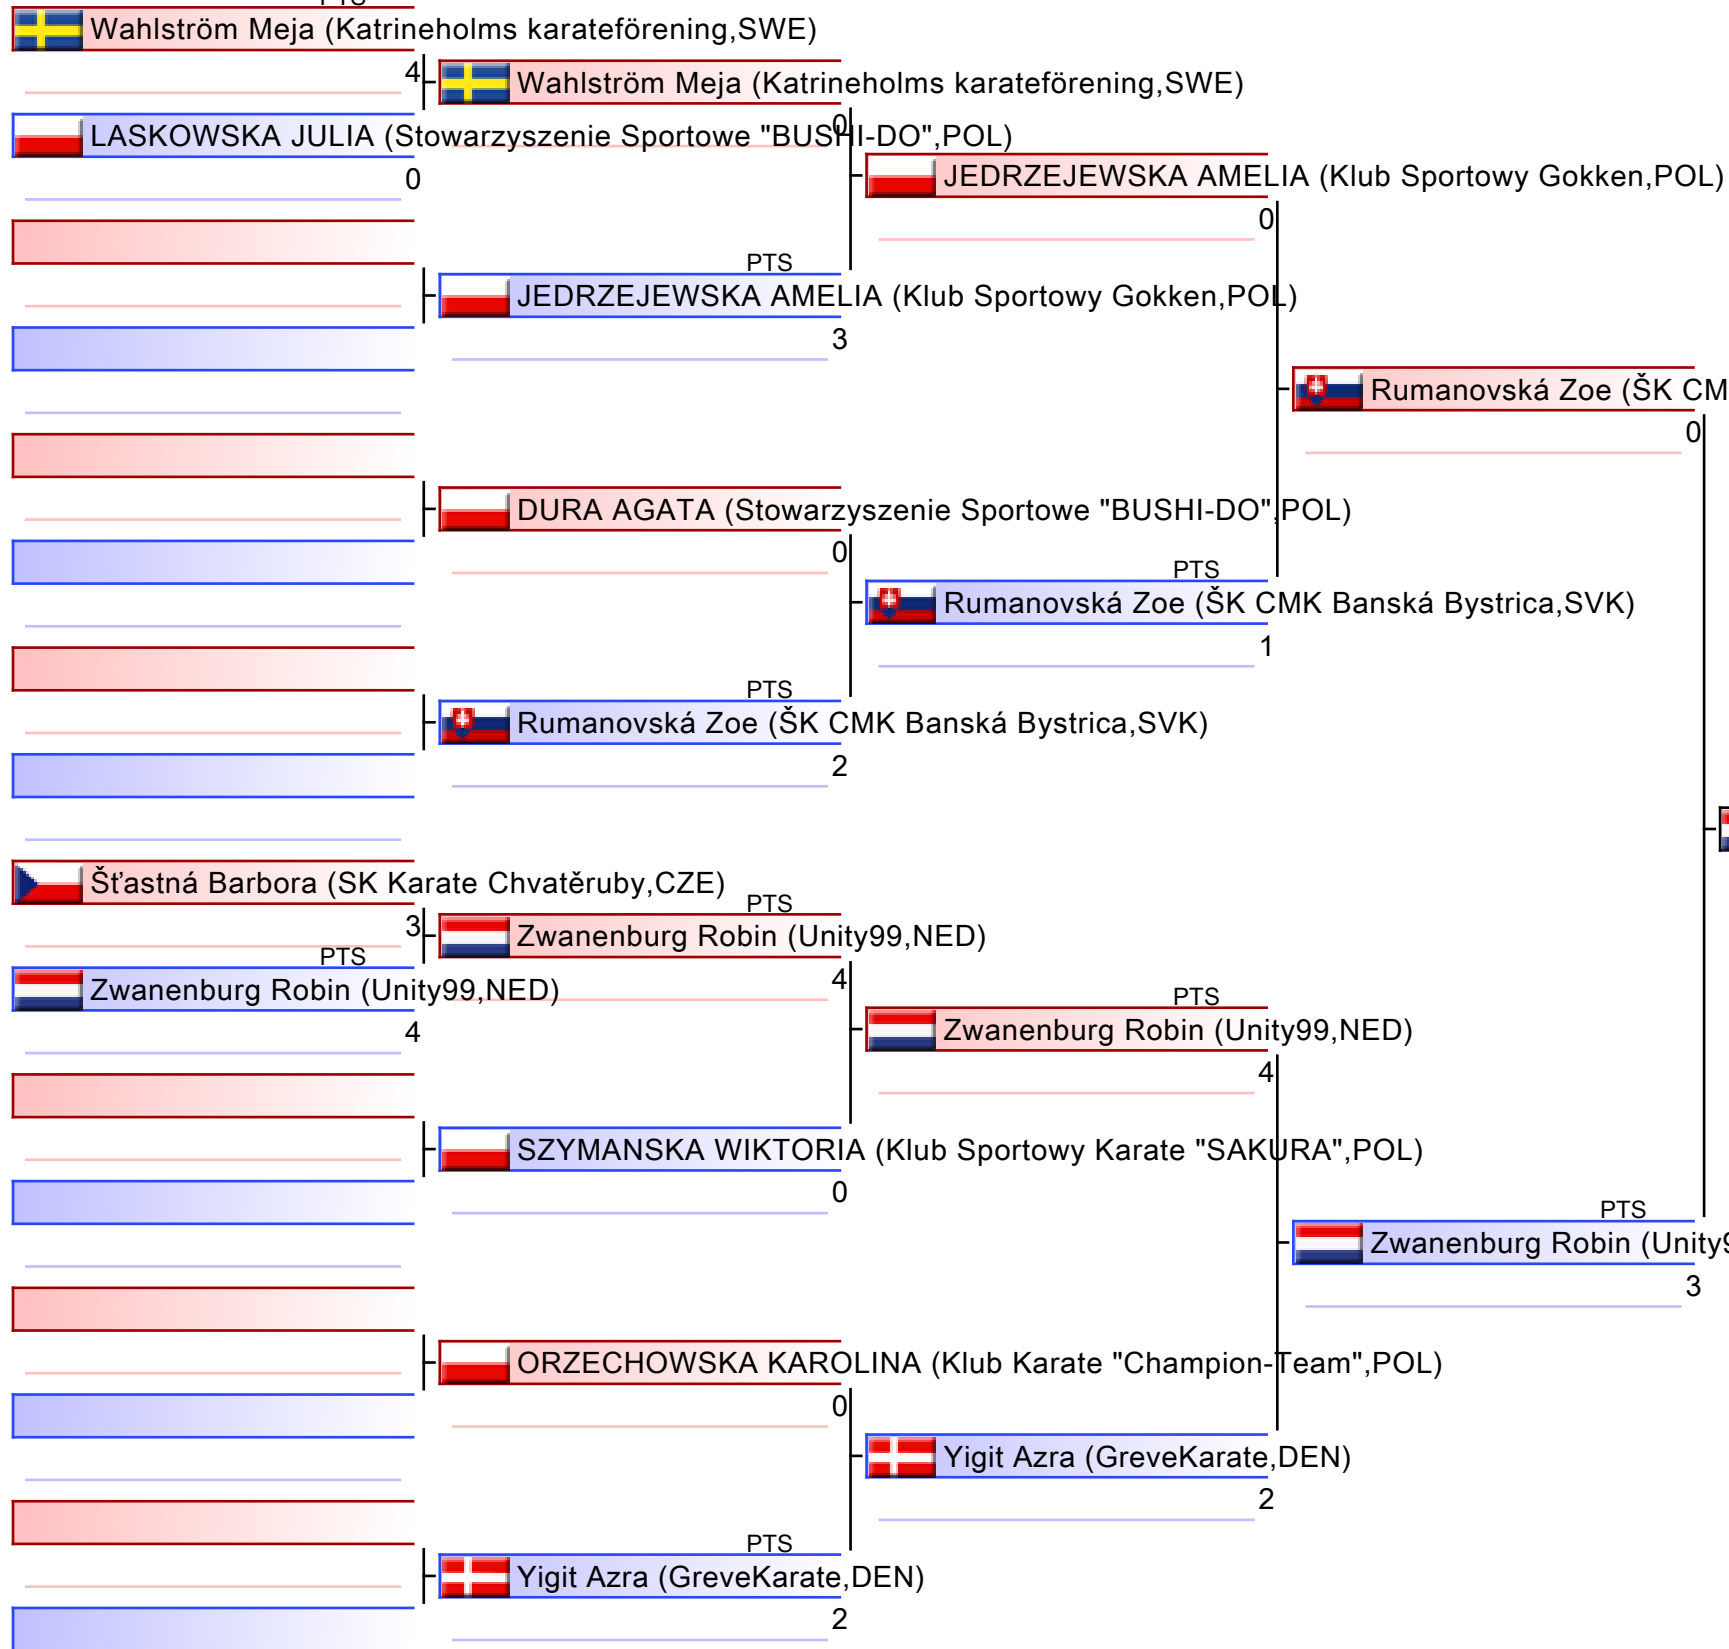 PTS
Wahlström Meja (Katrineholms karateförening,SWE)
4
Wahlström Meja (Katrineholms karateförening,SWE)
0
LASKOWSKA JULIA (Stowarzyszenie Sportowe "BUSHI-DO",POL)
0
JEDRZEJEWSKA AMELIA (Klub Sportowy Gokken,POL)
0
PTS
JEDRZEJEWSKA AMELIA (Klub Sportowy Gokken,POL)
3
Rumanovská Zoe (ŠK CM
0
DURA AGATA (Stowarzyszenie Sportowe "BUSHI-DO",POL)
0
PTS
Rumanovská Zoe (ŠK CMK Banská Bystrica,SVK)
1
PTS
Rumanovská Zoe (ŠK CMK Banská Bystrica,SVK)
2
Šťastná Barbora (SK Karate Chvatěruby,CZE)
3
PTS
Zwanenburg Robin (Unity99,NED)
4
PTS
Zwanenburg Robin (Unity99,NED)
4
PTS
Zwanenburg Robin (Unity99,NED)
4
SZYMANSKA WIKTORIA (Klub Sportowy Karate "SAKURA",POL)
0
PTS
Zwanenburg Robin (Unity9
3
ORZECHOWSKA KAROLINA (Klub Karate "Champion-Team",POL)
0
Yigit Azra (GreveKarate,DEN)
2
PTS
Yigit Azra (GreveKarate,DEN)
2